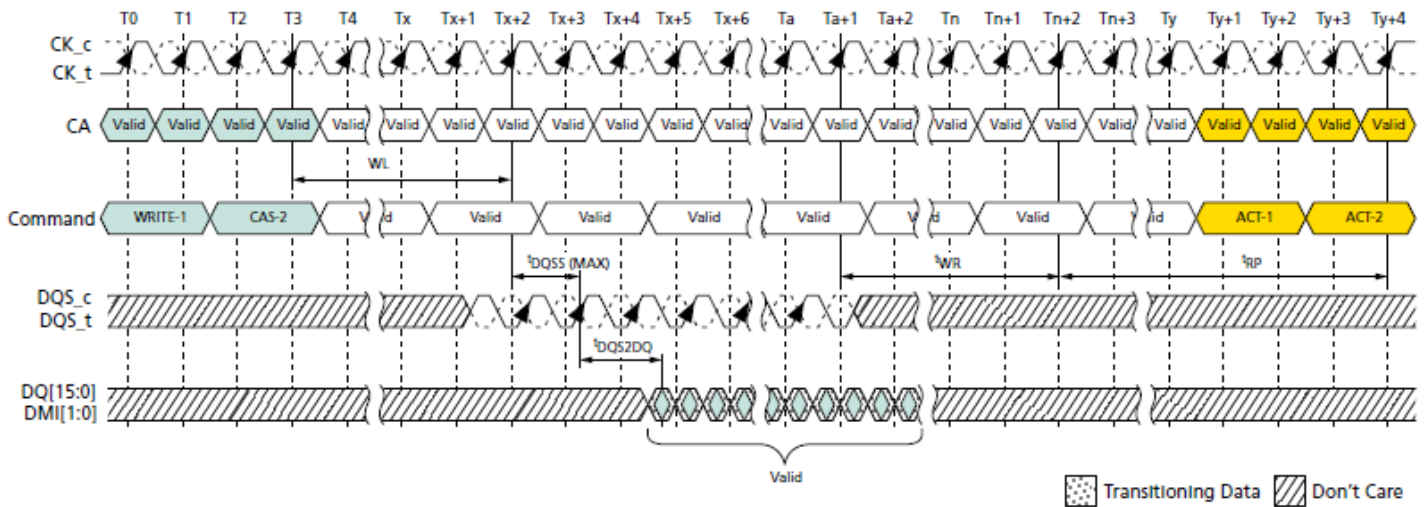 T0 T1 T2 T3 T4 Tx Tx+1 Tx+2 Tx+3 Tx+4 Tx+5 Tx+6 Ta Ta+1 Ta+2 Tn Tn+1 Tn+2 Tn+3 Ty Ty+1 Ty+2 Ty+3 Ty+4
CK_c
CK_t
CA Valid Valid Valid Valid Valid Valid Valid Valid Valid Valid Valid Valid Valid Valid Valid Valid Valid Valid Valid Valid Valid Valid Valid Valid
WL
Command WRITE-1 CAS-2 Valid Valid Valid Valid Valid Valid Valid Valid ACT-1 ACT-2
tDQSS (MAX) tWR tRP
DQS_c
DQS_t
tDQS2DQ
DQ[15:0]
DMI[1:0]
Valid
Transitioning Data Don't Care